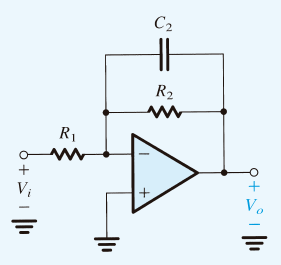 C₂
R₂
R₁
−
+
+
Vᵢ
−
+
Vₒ
−